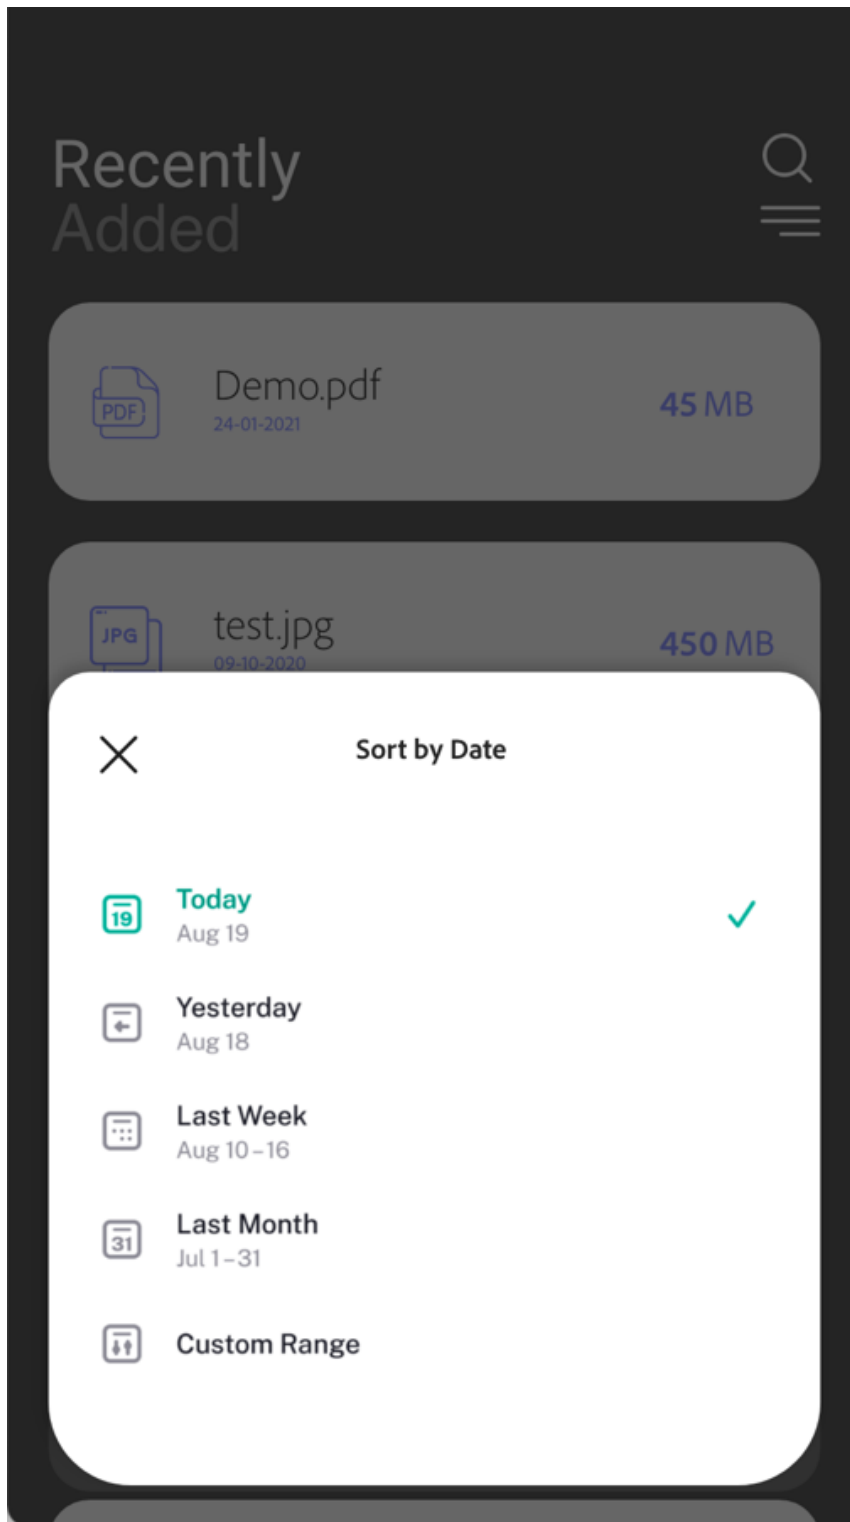 Recently
Added
PDF
Demo.pdf
24-01-2021
45 MB
JPG
test.jpg
09-10-2020
450 MB
Sort by Date
19
Today
Aug 19
Yesterday
Aug 18
Last Week
Aug 10–16
31
Last Month
Jul 1–31
Custom Range